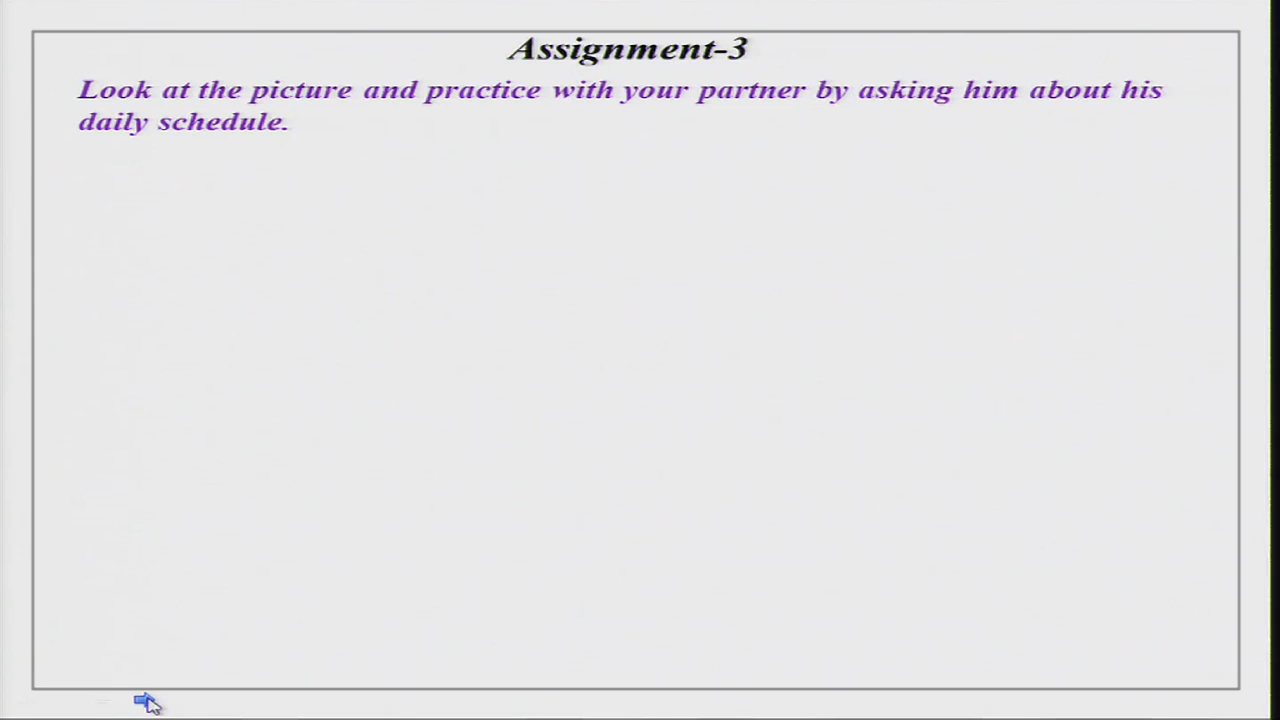 Assignment-3
Look at the picture and practice with your partner by asking him about his
daily schedule.